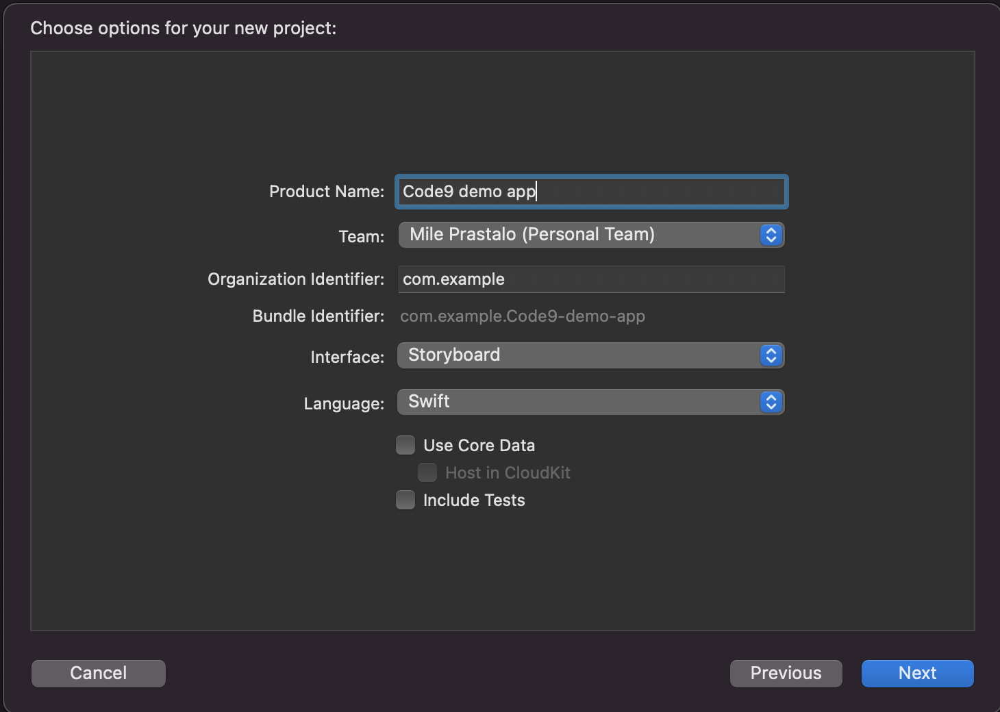 Choose options for your new project:
Product Name: Code9 demo app
Team: Mile Prastalo (Personal Team)
Organization Identifier: com.example
Bundle Identifier: com.example.Code9-demo-app
Interface: Storyboard
Language: Swift
Use Core Data
Host in CloudKit
Include Tests
Cancel Previous Next